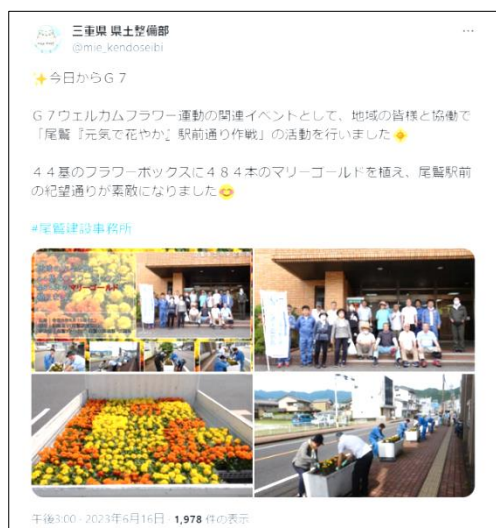 三重県 県土整備部
@mie_kendoseibi
✨今日からＧ７
Ｇ７ウェルカムフラワー運動の関連イベントとして、地域の皆様と協働で
「尾鷲『元気で花やか』駅前通り作戦」の活動を行いました☀
４４基のフラワーボックスに４８４本のマリーゴールドを植え、尾鷲駅前
の紀望通りが素敵になりました😊
#尾鷲建設事務所
マリーゴールド
午後3:00 · 2023年6月16日 · 1,978 件の表示